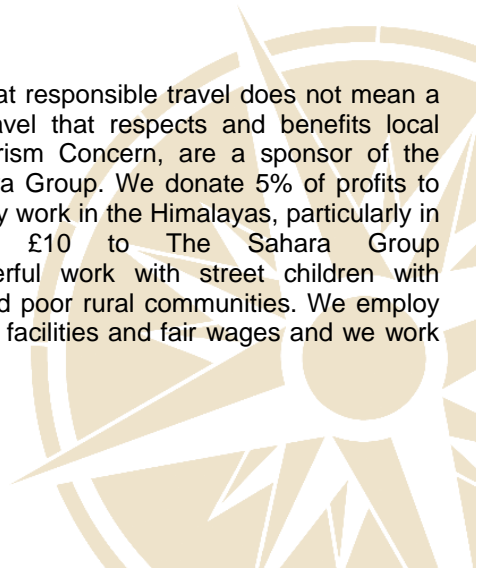 at responsible travel does not mean a
avel that respects and benefits local
rism Concern, are a sponsor of the
a Group. We donate 5% of profits to
y work in the Himalayas, particularly in
£10 to The Sahara Group
erful work with street children with
d poor rural communities. We employ
facilities and fair wages and we work